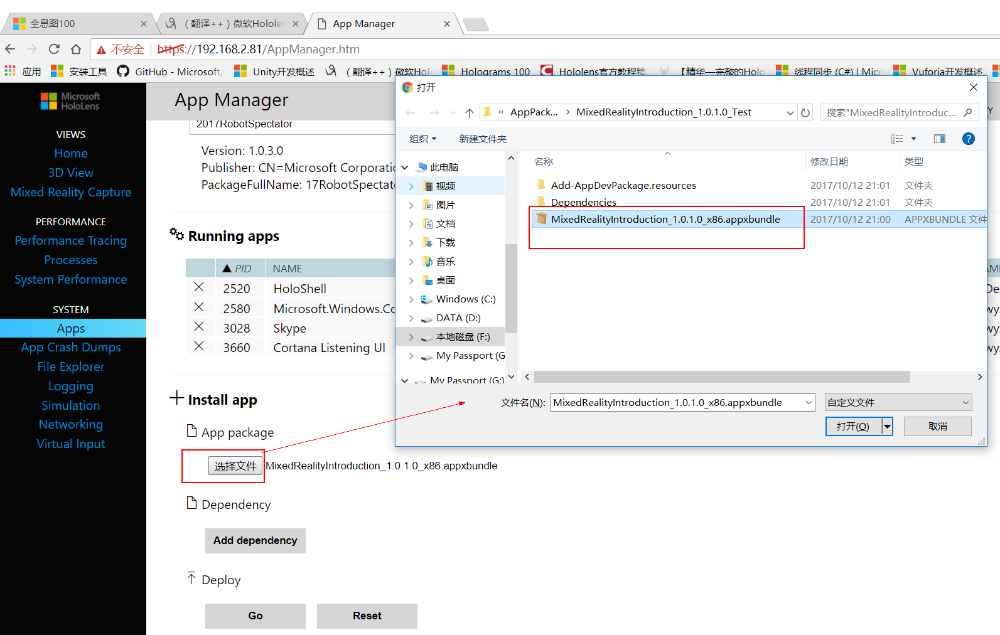 全息图100
（翻译++）微软Holole
App Manager
不安全
https://192.168.2.81/AppManager.htm
应用
安装工具
GitHub - Microsoft/
Unity开发概述
（翻译++）微软Holo
Holograms 100
Hololens官方教程精
【精华—完整的Holo
线程同步 (C#) | Micr
Vuforia开发概述
Microsoft
HoloLens
VIEWS
Home
3D View
Mixed Reality Capture
PERFORMANCE
Performance Tracing
Processes
System Performance
SYSTEM
Apps
App Crash Dumps
File Explorer
Logging
Simulation
Networking
Virtual Input
App Manager
2017RobotSpectator
Version: 1.0.3.0
Publisher: CN=Microsoft Corporatio
PackageFullName: 17RobotSpectato
Running apps
PID NAME
2520 HoloShell
2580 Microsoft.Windows.Co
3028 Skype
3660 Cortana Listening UI
Install app
App package
选择文件 MixedRealityIntroduction_1.0.1.0_x86.appxbundle
Dependency
Add dependency
Deploy
Go Reset
打开
« AppPack... › MixedRealityIntroduction_1.0.1.0_Test
搜索"MixedRealityIntroduc...
组织 新建文件夹
此电脑
视频
图片
文档
下载
音乐
桌面
Windows (C:)
DATA (D:)
本地磁盘 (F:)
My Passport (G
My Passport (G:)
名称 修改日期 类型
Add-AppDevPackage.resources 2017/10/12 21:01 文件夹
Dependencies 2017/10/12 21:01 文件夹
MixedRealityIntroduction_1.0.1.0_x86.appxbundle 2017/10/12 21:00 APPXBUNDLE 文件
文件名(N): MixedRealityIntroduction_1.0.1.0_x86.appxbundle
自定义文件
打开(O) 取消